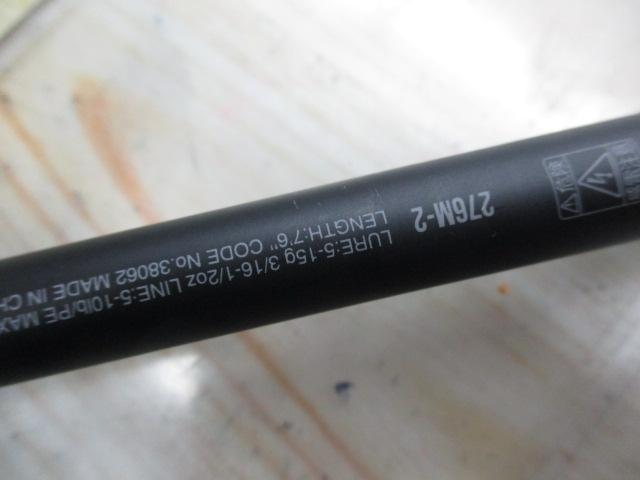 276M-2
LURE:5-15g 3/16-1/2oz LINE:5-10lb/PE MAX
LENGTH:7'6" CODE No.38062 MADE IN CH